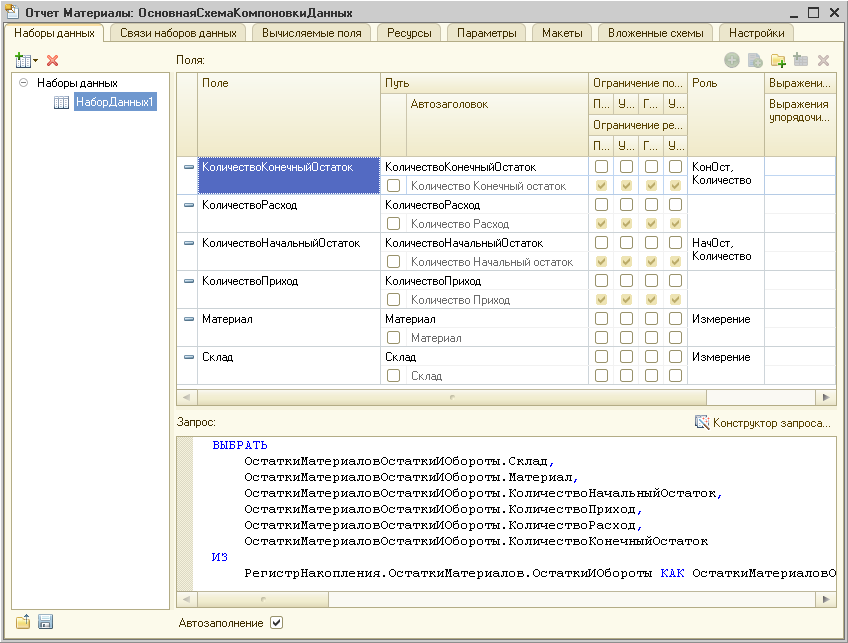 Отчет Материалы: ОсновнаяСхемаКомпоновкиДанных
Наборы данных
Связи наборов данных
Вычисляемые поля
Ресурсы
Параметры
Макеты
Вложенные схемы
Настройки
Наборы данных
НаборДанных1
Поля:
Поле
Путь
Автозаголовок
Ограничение по...
П... У... Г... У...
Ограничение ре...
П... У... Г... У...
Роль
Выражени...
Выражения
упорядочи...
КоличествоКонечныйОстаток
КоличествоКонечныйОстаток
Количество Конечный остаток
КонОст,
Количество
КоличествоРасход
КоличествоРасход
Количество Расход
КоличествоНачальныйОстаток
КоличествоНачальныйОстаток
Количество Начальный остаток
НачОст,
Количество
КоличествоПриход
КоличествоПриход
Количество Приход
Материал
Материал
Материал
Измерение
Склад
Склад
Склад
Измерение
Запрос:
Конструктор запроса...
ВЫБРАТЬ
ОстаткиМатериаловОстаткиИОбороты.Склад,
ОстаткиМатериаловОстаткиИОбороты.Материал,
ОстаткиМатериаловОстаткиИОбороты.КоличествоНачальныйОстаток,
ОстаткиМатериаловОстаткиИОбороты.КоличествоПриход,
ОстаткиМатериаловОстаткиИОбороты.КоличествоРасход,
ОстаткиМатериаловОстаткиИОбороты.КоличествоКонечныйОстаток
ИЗ
РегистрНакопления.ОстаткиМатериалов.ОстаткиИОбороты КАК ОстаткиМатериаловО
Автозаполнение